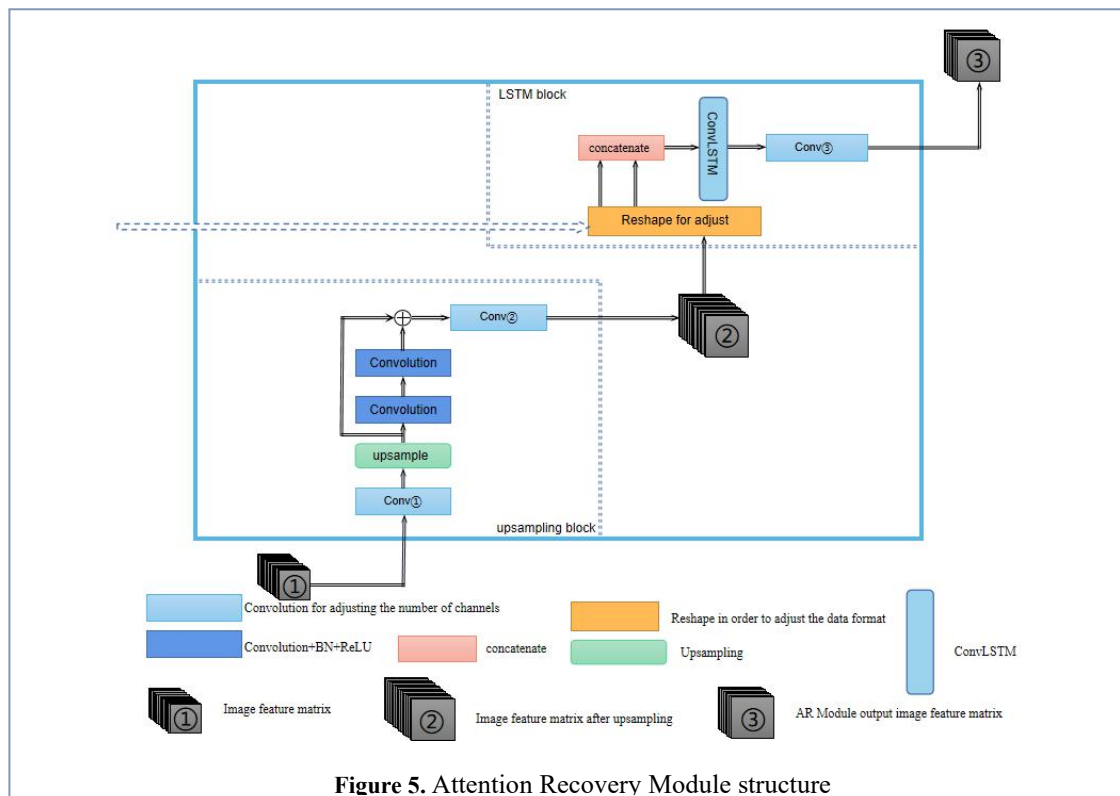 ③
LSTM block
ConvLSTM
concatenate
Conv③
Reshape for adjust
Conv②
②
Convolution
Convolution
upsample
Conv①
upsampling block
①
Convolution for adjusting the number of channels
Reshape in order to adjust the data format
Convolution+BN+ReLU
concatenate
Upsampling
ConvLSTM
①
Image feature matrix
②
Image feature matrix after upsampling
③
AR Module output image feature matrix
Figure 5. Attention Recovery Module structure